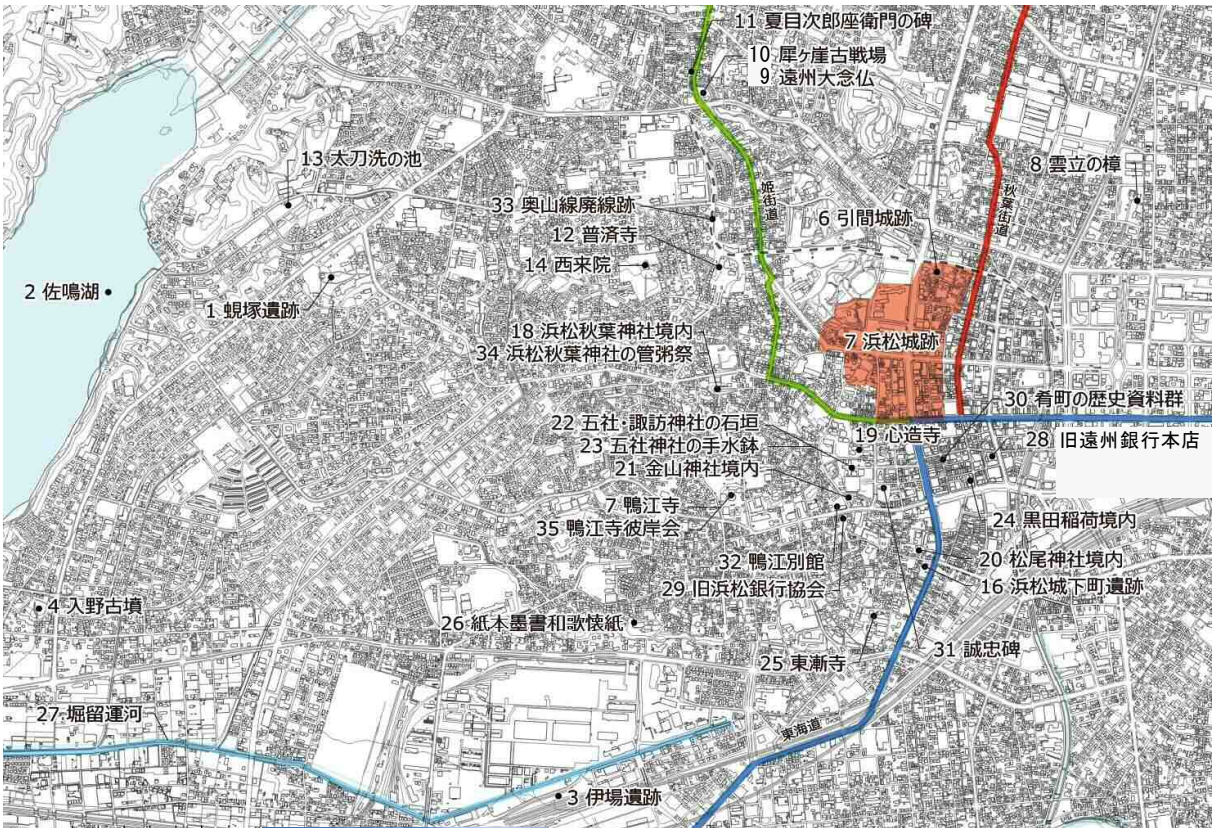 11 夏目次郎座衛門の碑
10 犀ヶ崖古戦場
9 遠州大念仏
13 太刀洗の池
8 雲立の樟
姫街道
秋葉街道
33 奥山線廃線跡
6 引間城跡
12 普済寺
14 西来院
2 佐鳴湖
1 蜆塚遺跡
18 浜松秋葉神社境内
34 浜松秋葉神社の管粥祭
7 浜松城跡
30 肴町の歴史資料群
22 五社・諏訪神社の石垣
19 心造寺
28 旧遠州銀行本店
23 五社神社の手水鉢
21 金山神社境内
7 鴨江寺
35 鴨江寺彼岸会
24 黒田稲荷境内
32 鴨江別館
20 松尾神社境内
29 旧浜松銀行協会
16 浜松城下町遺跡
4 入野古墳
26 紙本墨書和歌懐紙
25 東漸寺
31 誠忠碑
27 堀留運河
東海道
3 伊場遺跡